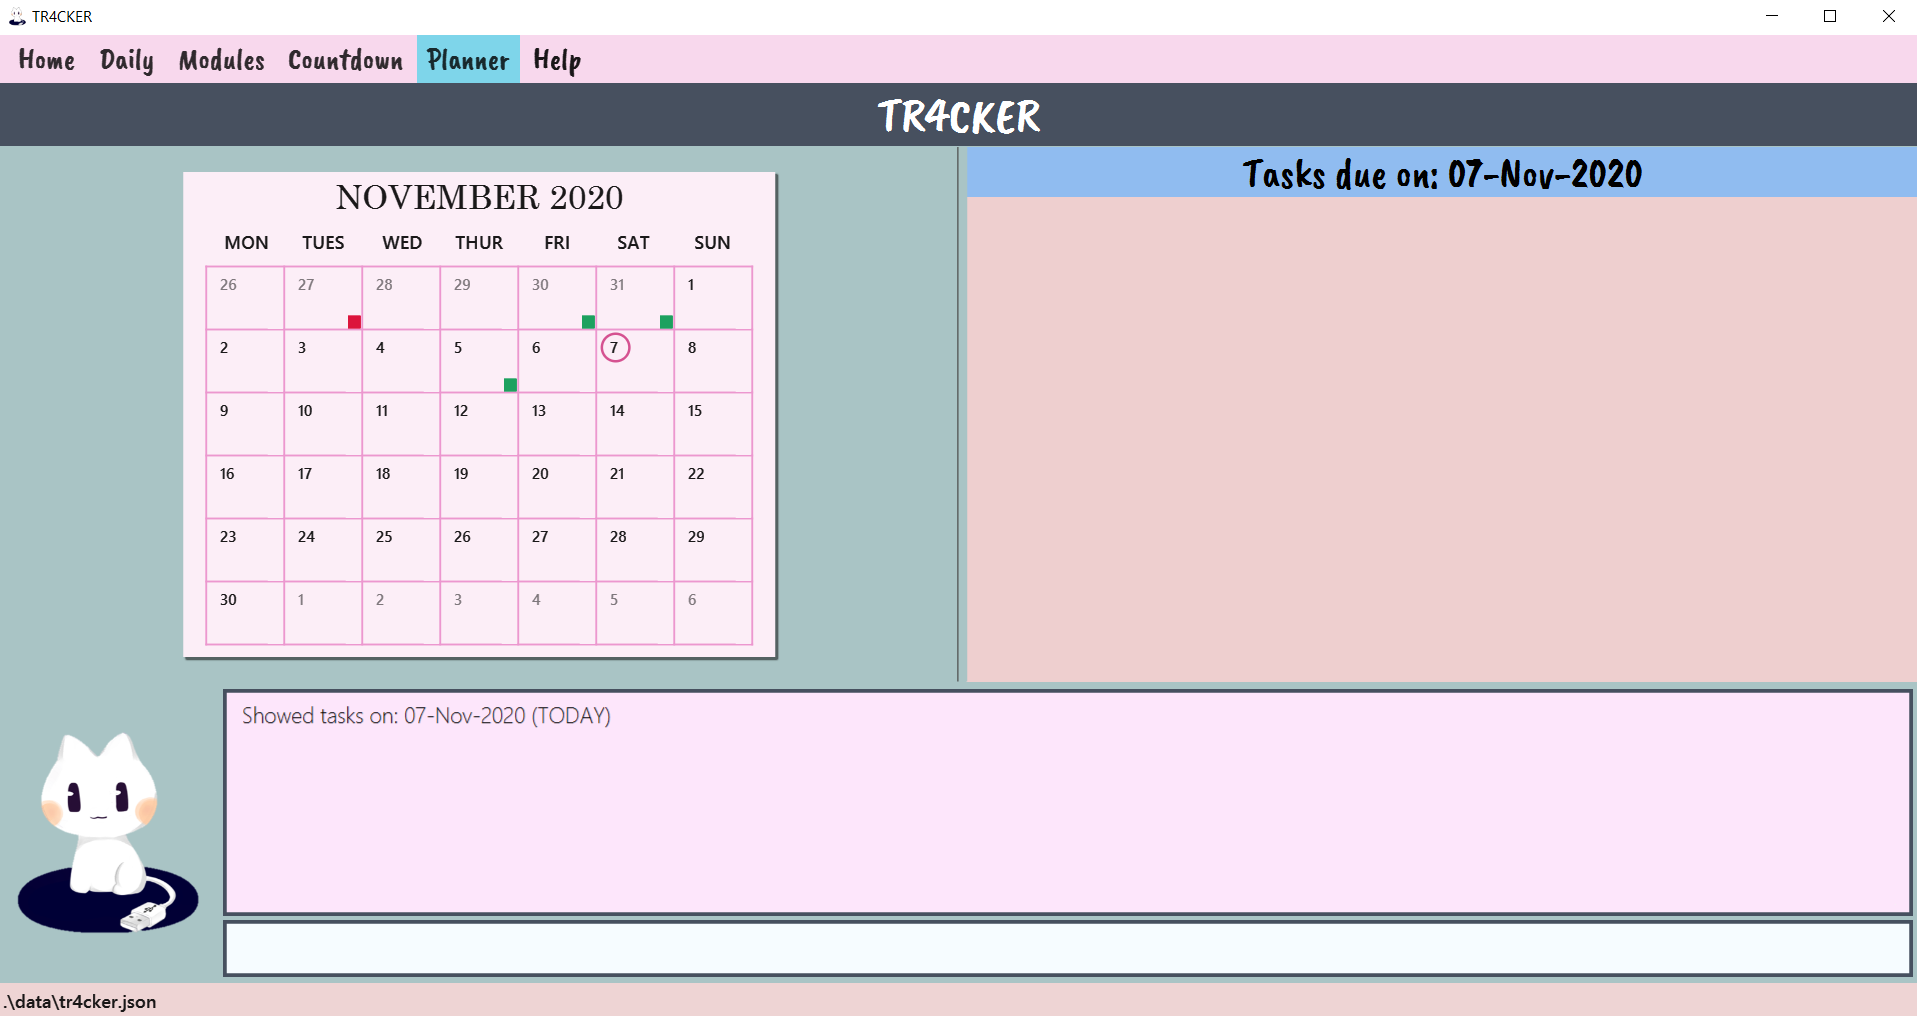 TR4CKER
Home Daily Modules Countdown Planner Help
TR4CKER
NOVEMBER 2020
MON TUES WED THUR FRI SAT SUN
26 27 28 29 30 31 1
2 3 4 5 6 7 8
9 10 11 12 13 14 15
16 17 18 19 20 21 22
23 24 25 26 27 28 29
30 1 2 3 4 5 6
Tasks due on: 07-Nov-2020
Showed tasks on: 07-Nov-2020 (TODAY)
.\data\tr4cker.json